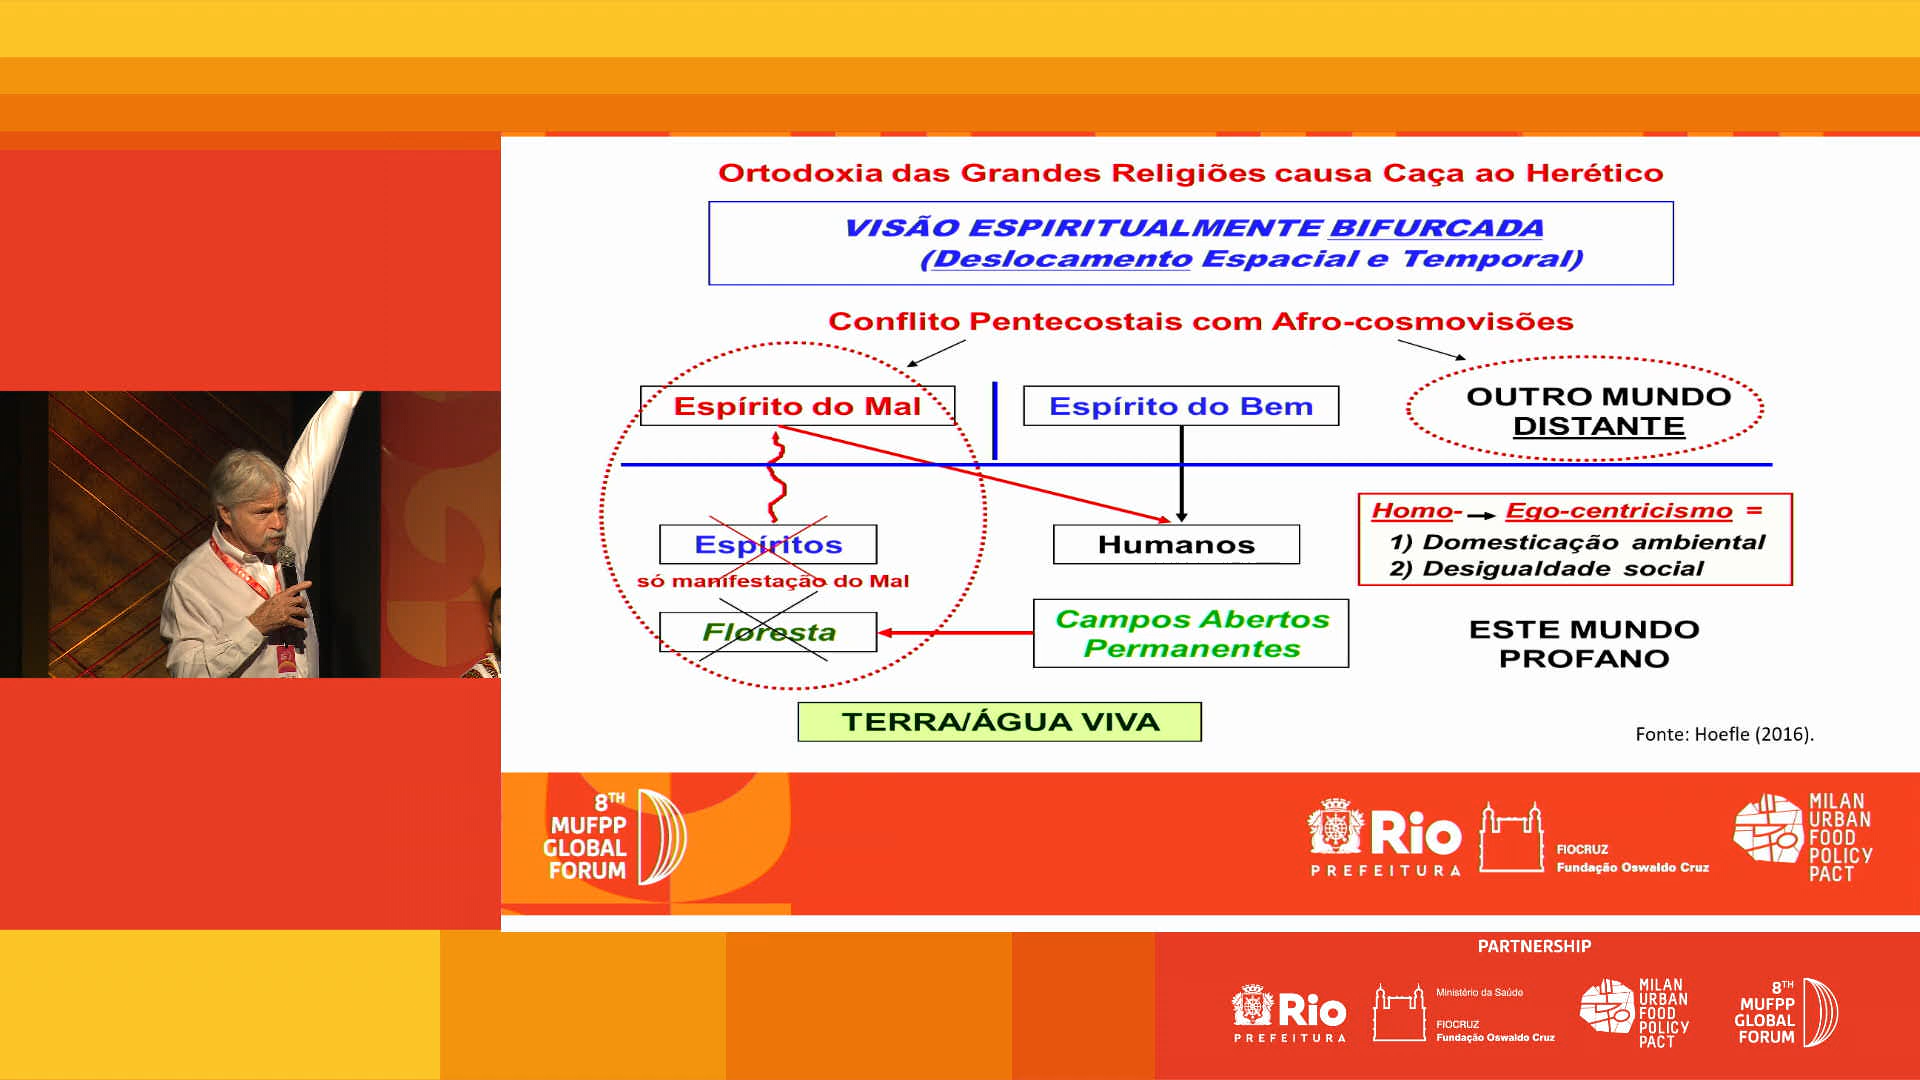 Ortodoxia das Grandes Religiões causa Caça ao Herético
VISÃO ESPIRITUALMENTE BIFURCADA
(Deslocamento Espacial e Temporal)
Conflito Pentecostais com Afro-cosmovisões
Espírito do Mal
Espírito do Bem
OUTRO MUNDO
DISTANTE
Espíritos
só manifestação do Mal
Humanos
Homo- Ego-centricismo =
1) Domesticação ambiental
2) Desigualdade social
Floresta
Campos Abertos
Permanentes
ESTE MUNDO
PROFANO
TERRA/ÁGUA VIVA
Fonte: Hoefle (2016).
8TH
MUFPP
GLOBAL
FORUM
Rio
PREFEITURA
FIOCRUZ
Fundação Oswaldo Cruz
MILAN
URBAN
FOOD
POLICY
PACT
PARTNERSHIP
Rio
PREFEITURA
Ministério da Saúde
FIOCRUZ
Fundação Oswaldo Cruz
MILAN
URBAN
FOOD
POLICY
PACT
8TH
MUFPP
GLOBAL
FORUM